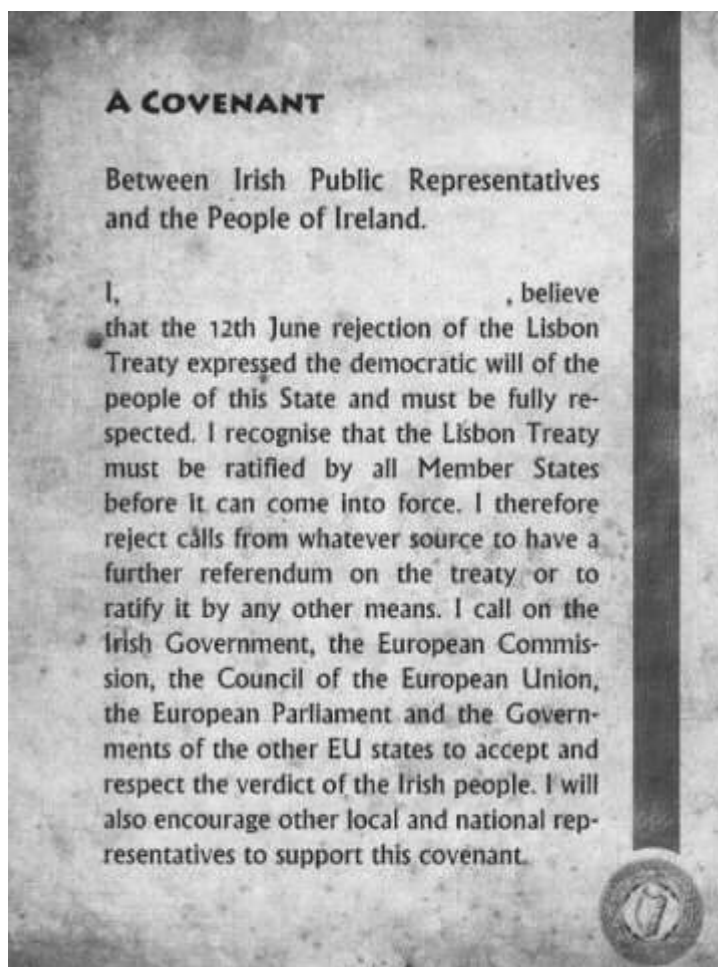 A COVENANT
Between Irish Public Representatives
and the People of Ireland.
I, , believe
that the 12th June rejection of the Lisbon
Treaty expressed the democratic will of the
people of this State and must be fully re-
spected. I recognise that the Lisbon Treaty
must be ratified by all Member States
before it can come into force. I therefore
reject calls from whatever source to have a
further referendum on the treaty or to
ratify it by any other means. I call on the
Irish Government, the European Commis-
sion, the Council of the European Union,
the European Parliament and the Govern-
ments of the other EU states to accept and
respect the verdict of the Irish people. I will
also encourage other local and national rep-
resentatives to support this covenant.